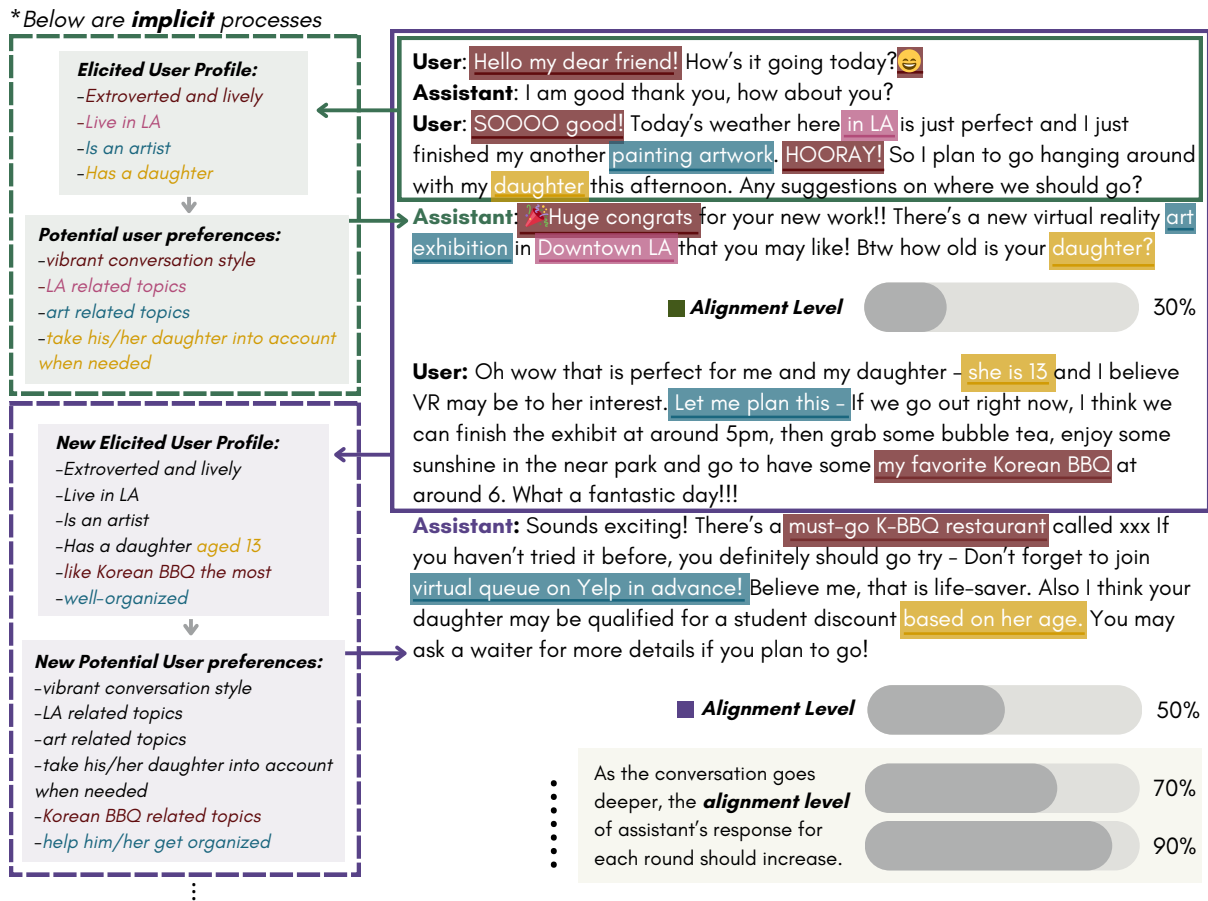 *Below are implicit processes
Elicited User Profile:
-Extroverted and lively
-Live in LA
-Is an artist
-Has a daughter
Potential user preferences:
-vibrant conversation style
-LA related topics
-art related topics
-take his/her daughter into account
when needed
New Elicited User Profile:
-Extroverted and lively
-Live in LA
-Is an artist
-Has a daughter aged 13
-like Korean BBQ the most
-well-organized
New Potential User preferences:
-vibrant conversation style
-LA related topics
-art related topics
-take his/her daughter into account
when needed
-Korean BBQ related topics
-help him/her get organized
User: Hello my dear friend! How's it going today?😄
Assistant: I am good thank you, how about you?
User: SOOOO good! Today's weather here in LA is just perfect and I just
finished my another painting artwork. HOORAY! So I plan to go hanging around
with my daughter this afternoon. Any suggestions on where we should go?
Assistant: 🎉Huge congrats for your new work!! There's a new virtual reality art
exhibition in Downtown LA that you may like! Btw how old is your daughter?
Alignment Level 30%
User: Oh wow that is perfect for me and my daughter - she is 13 and I believe
VR may be to her interest. Let me plan this - If we go out right now, I think we
can finish the exhibit at around 5pm, then grab some bubble tea, enjoy some
sunshine in the near park and go to have some my favorite Korean BBQ at
around 6. What a fantastic day!!!
Assistant: Sounds exciting! There's a must-go K-BBQ restaurant called xxx If
you haven't tried it before, you definitely should go try - Don't forget to join
virtual queue on Yelp in advance! Believe me, that is life-saver. Also I think your
daughter may be qualified for a student discount based on her age. You may
ask a waiter for more details if you plan to go!
Alignment Level 50%
As the conversation goes
deeper, the alignment level
of assistant's response for
each round should increase.
70%
90%